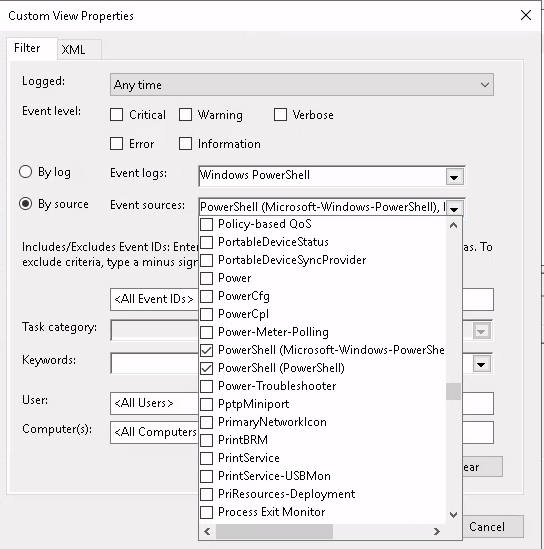 Custom View Properties
Filter XML
Logged: Any time
Event level: Critical Warning Verbose
Error Information
By log Event logs: Windows PowerShell
By source Event sources: PowerShell (Microsoft-Windows-PowerShell),
Policy-based QoS
PortableDeviceStatus
Includes/Excludes Event IDs: Enter as. To
PortableDeviceSyncProvider
exclude criteria, type a minus sign
Power
PowerCfg
<All Event IDs>
PowerCpl
Task category:
Power-Meter-Polling
PowerShell (Microsoft-Windows-PowerShe
Keywords:
PowerShell (PowerShell)
Power-Troubleshooter
User: <All Users>
PptpMiniport
PrimaryNetworkIcon
Computer(s): <All Computers
PrintBRM
PrintService
ear
PrintService-USBMon
PriResources-Deployment
Process Exit Monitor
Cancel